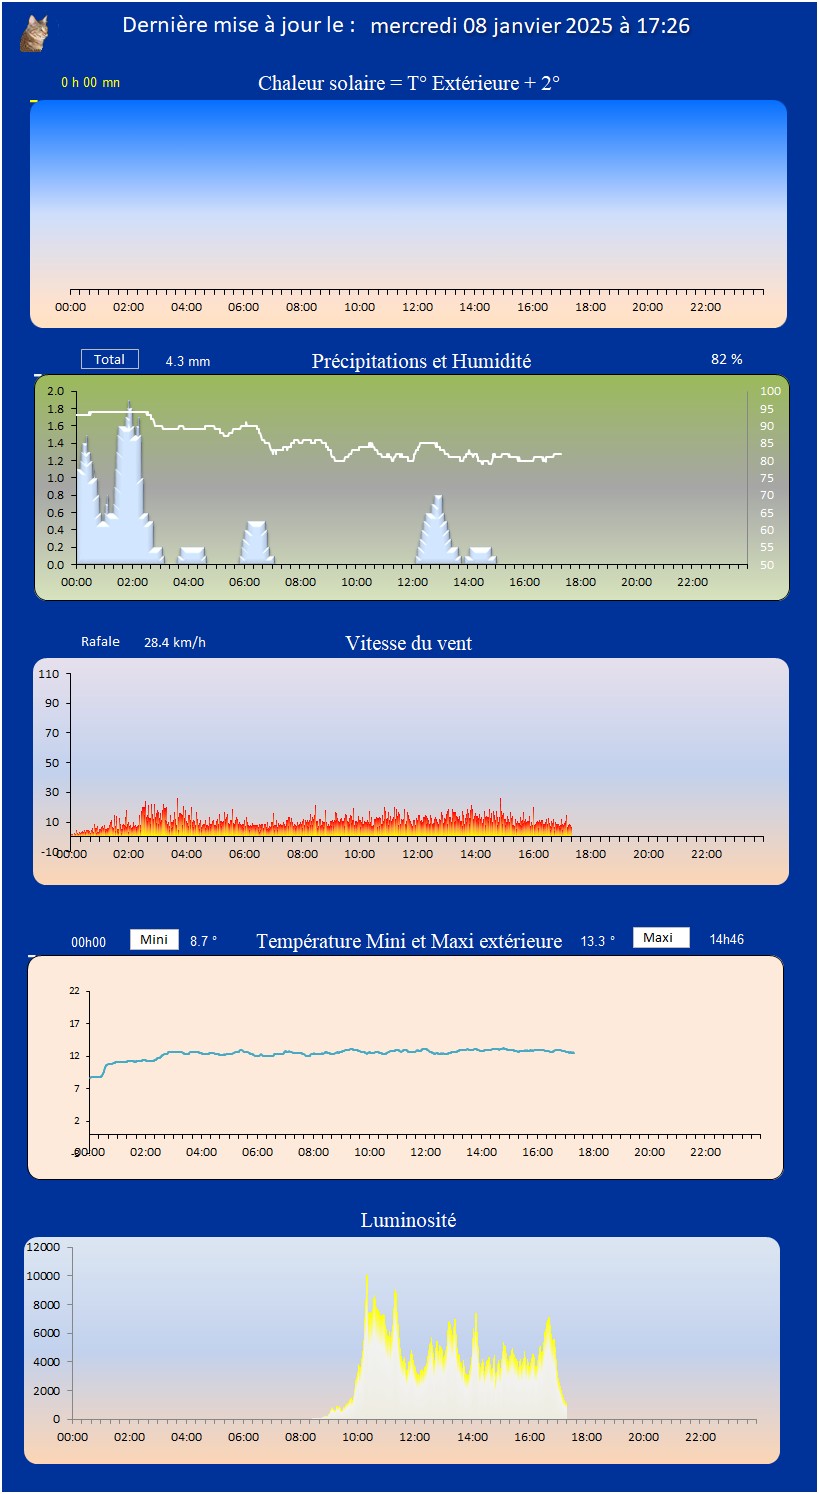 Dernière mise à jour le : mercredi 08 janvier 2025 à 17:26
0 h 00 mn
Chaleur solaire = T° Extérieure + 2°
00:00 02:00 04:00 06:00 08:00 10:00 12:00 14:00 16:00 18:00 20:00 22:00
Total 4.3 mm Précipitations et Humidité 82 %
2.0 100
1.8 95
1.6 90
1.4 85
1.2 80
1.0 75
0.8 70
0.6 65
0.4 60
0.2 55
0.0 50
00:00 02:00 04:00 06:00 08:00 10:00 12:00 14:00 16:00 18:00 20:00 22:00
Rafale 28.4 km/h Vitesse du vent
110
90
70
50
30
10
-10
00:00 02:00 04:00 06:00 08:00 10:00 12:00 14:00 16:00 18:00 20:00 22:00
00h00 Mini 8.7 ° Température Mini et Maxi extérieure 13.3 ° Maxi 14h46
22
17
12
7
2
00:00 02:00 04:00 06:00 08:00 10:00 12:00 14:00 16:00 18:00 20:00 22:00
Luminosité
12000
10000
8000
6000
4000
2000
0
00:00 02:00 04:00 06:00 08:00 10:00 12:00 14:00 16:00 18:00 20:00 22:00